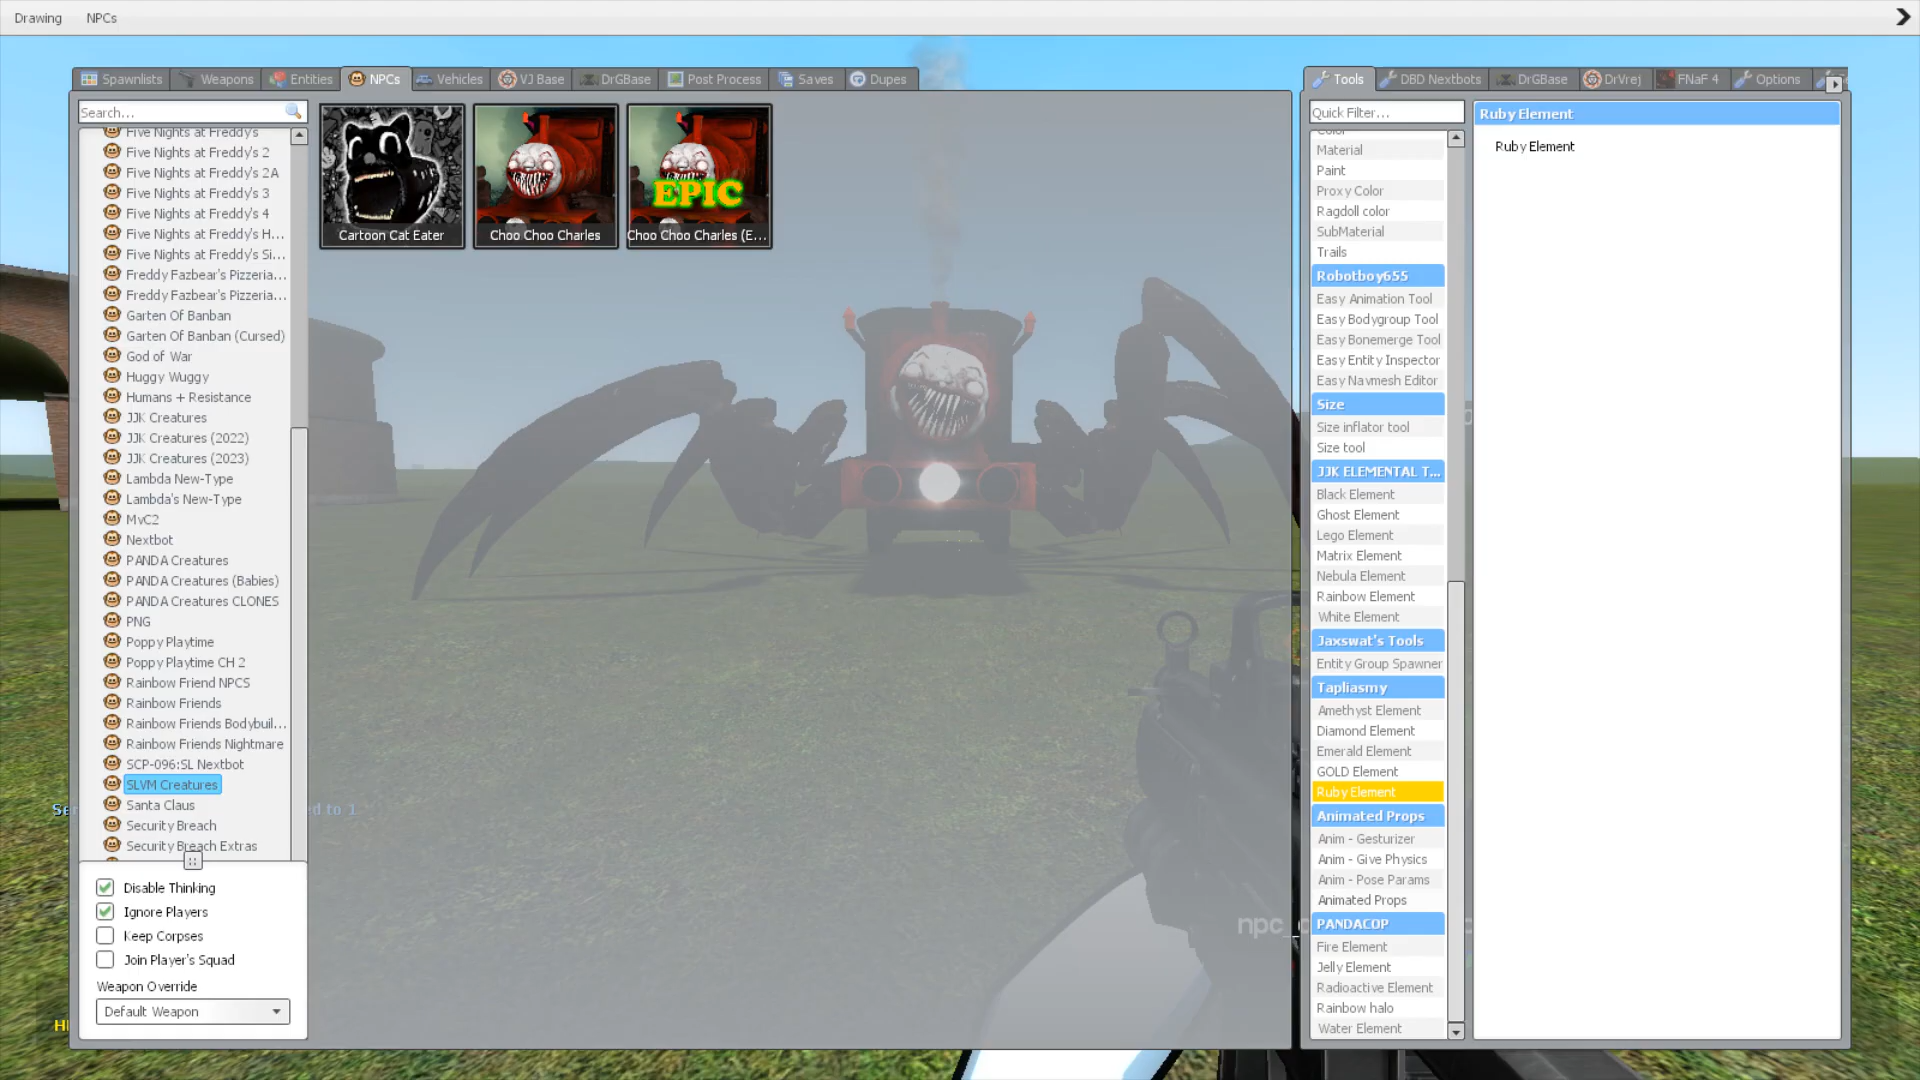 Drawing NPCs
Spawnlists Weapons Entities NPCs Vehicles VJ Base DrGBase Post Process Saves Dupes
Search...
Five Nights at Freddy's
Five Nights at Freddy's 2
Five Nights at Freddy's 2A
Five Nights at Freddy's 3
Five Nights at Freddy's 4
Five Nights at Freddy's H...
Five Nights at Freddy's Si...
Freddy Fazbear's Pizzeria...
Freddy Fazbear's Pizzeria...
Garten Of Banban
Garten Of Banban (Cursed)
God of War
Huggy Wuggy
Humans + Resistance
JJK Creatures
JJK Creatures (2022)
JJK Creatures (2023)
Lambda New-Type
Lambda's New-Type
MvC2
Nextbot
PANDA Creatures
PANDA Creatures (Babies)
PANDA Creatures CLONES
PNG
Poppy Playtime
Poppy Playtime CH 2
Rainbow Friend NPCS
Rainbow Friends
Rainbow Friends Bodybuil...
Rainbow Friends Nightmare
SCP-096:SL Nextbot
SLVM Creatures
Santa Claus
Security Breach
Security Breach Extras
Disable Thinking
Ignore Players
Keep Corpses
Join Player's Squad
Weapon Override
Default Weapon
EPIC
Cartoon Cat Eater
Choo Choo Charles
Choo Choo Charles (E...
ed to 1
npc_
Tools DBD Nextbots DrGBase DrVrej FNaF 4 Options
Quick Filter...
Color
Material
Paint
Proxy Color
Ragdoll color
SubMaterial
Trails
Robotboy655
Easy Animation Tool
Easy Bodygroup Tool
Easy Bonemerge Tool
Easy Entity Inspector
Easy Navmesh Editor
Size
Size inflator tool
Size tool
JJK ELEMENTAL T...
Black Element
Ghost Element
Lego Element
Matrix Element
Nebula Element
Rainbow Element
White Element
Jaxswat's Tools
Entity Group Spawner
Tapliasmy
Amethyst Element
Diamond Element
Emerald Element
GOLD Element
Ruby Element
Animated Props
Anim - Gesturizer
Anim - Give Physics
Anim - Pose Params
Animated Props
PANDACOP
Fire Element
Jelly Element
Radioactive Element
Rainbow halo
Water Element
Ruby Element
Ruby Element